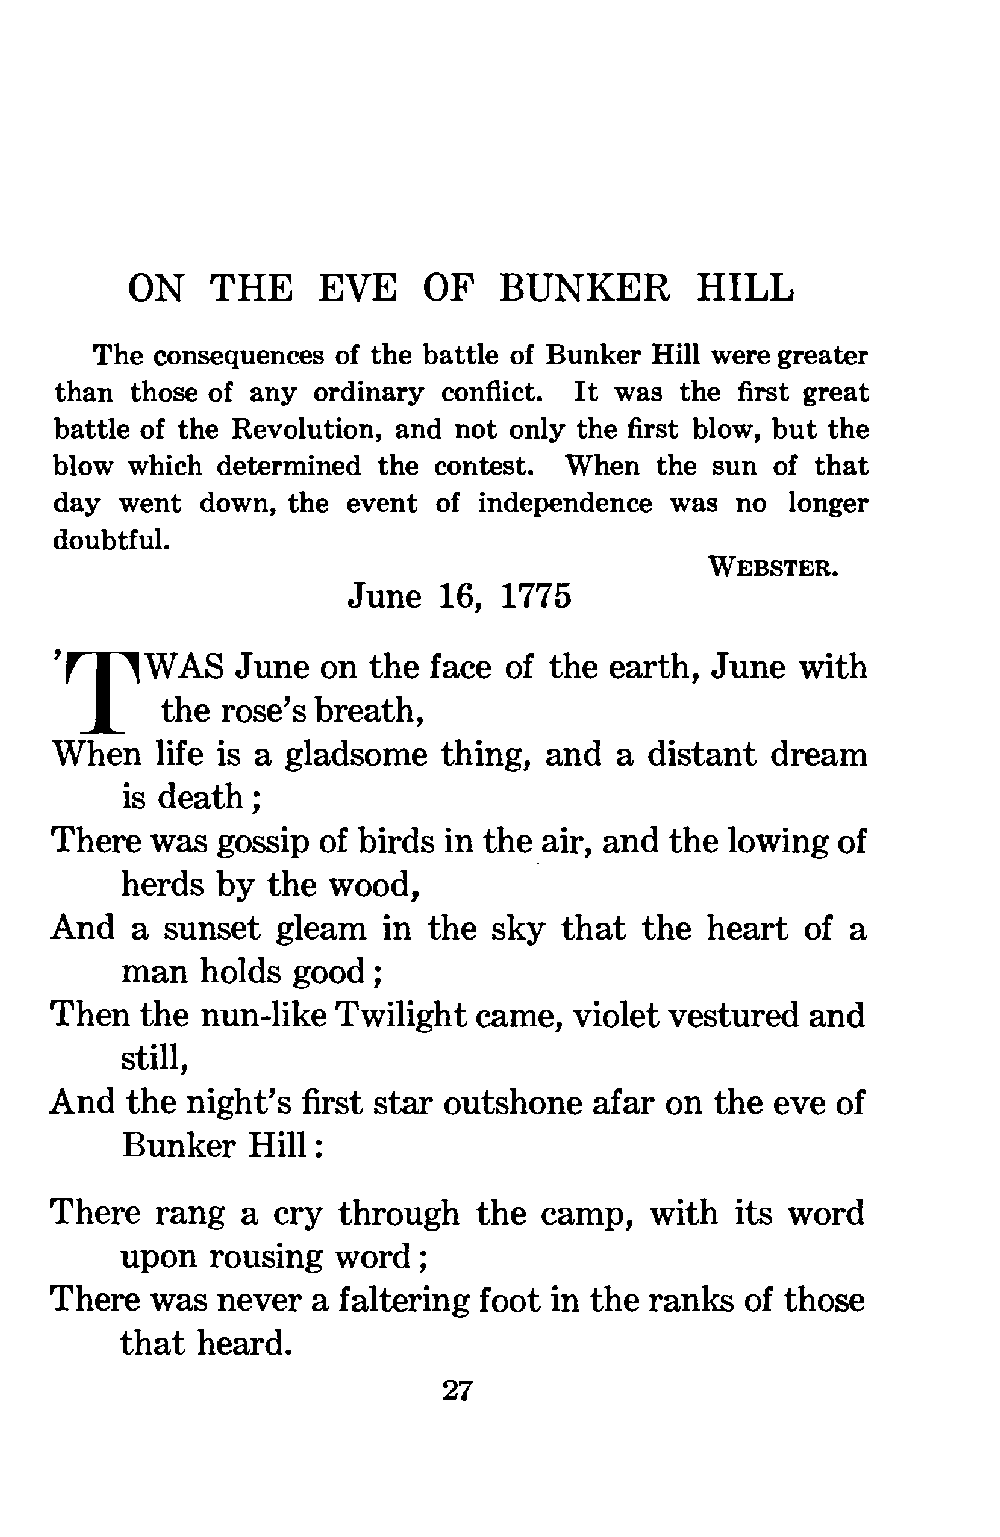 ON THE EVE OF BUNKER HILL
The consequences of the battle of Bunker Hill were greater
than those of any ordinary conflict. It was the first great
battle of the Revolution, and not only the first blow, but the
blow which determined the contest. When the sun of that
day went down, the event of independence was no longer
doubtful.
WEBSTER.
June 16, 1775
'TWAS June on the face of the earth, June with
the rose's breath,
When life is a gladsome thing, and a distant dream
is death;
There was gossip of birds in the air, and the lowing of
herds by the wood,
And a sunset gleam in the sky that the heart of a
man holds good;
Then the nun-like Twilight came, violet vestured and
still,
And the night's first star outshone afar on the eve of
Bunker Hill:
There rang a cry through the camp, with its word
upon rousing word;
There was never a faltering foot in the ranks of those
that heard.
27